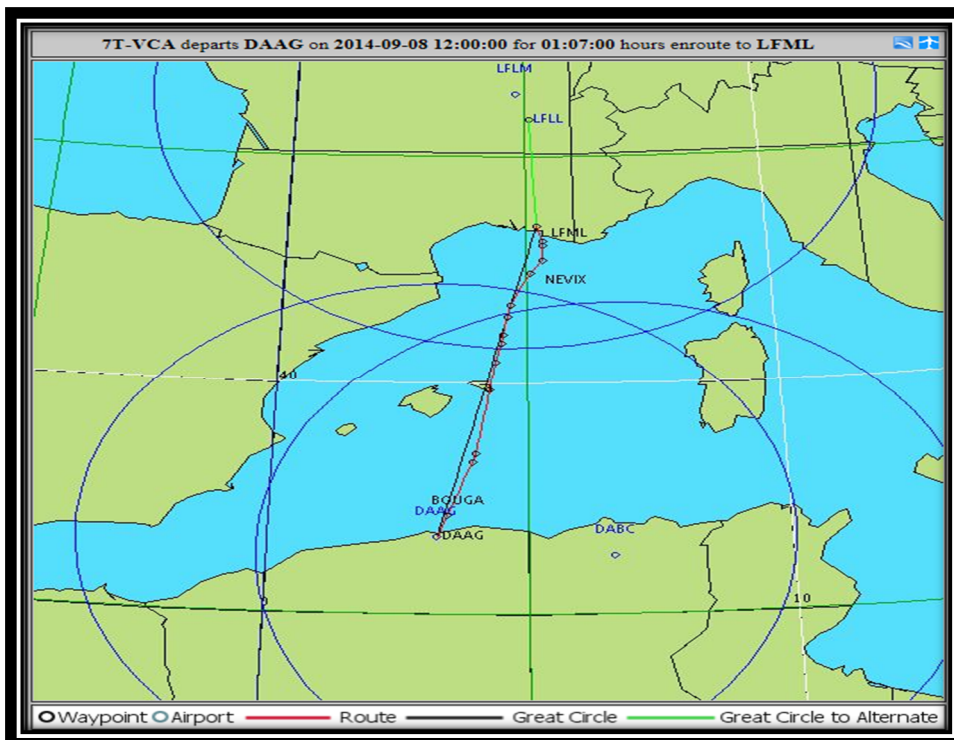 7T-VCA departs DAAG on 2014-09-08 12:00:00 for 01:07:00 hours enroute to LFML
LFLM
LFLL
LFML
NEVIX
40
BOUGA
DAAG
DAAG
DABC
0
10
Waypoint Airport Route Great Circle Great Circle to Alternate